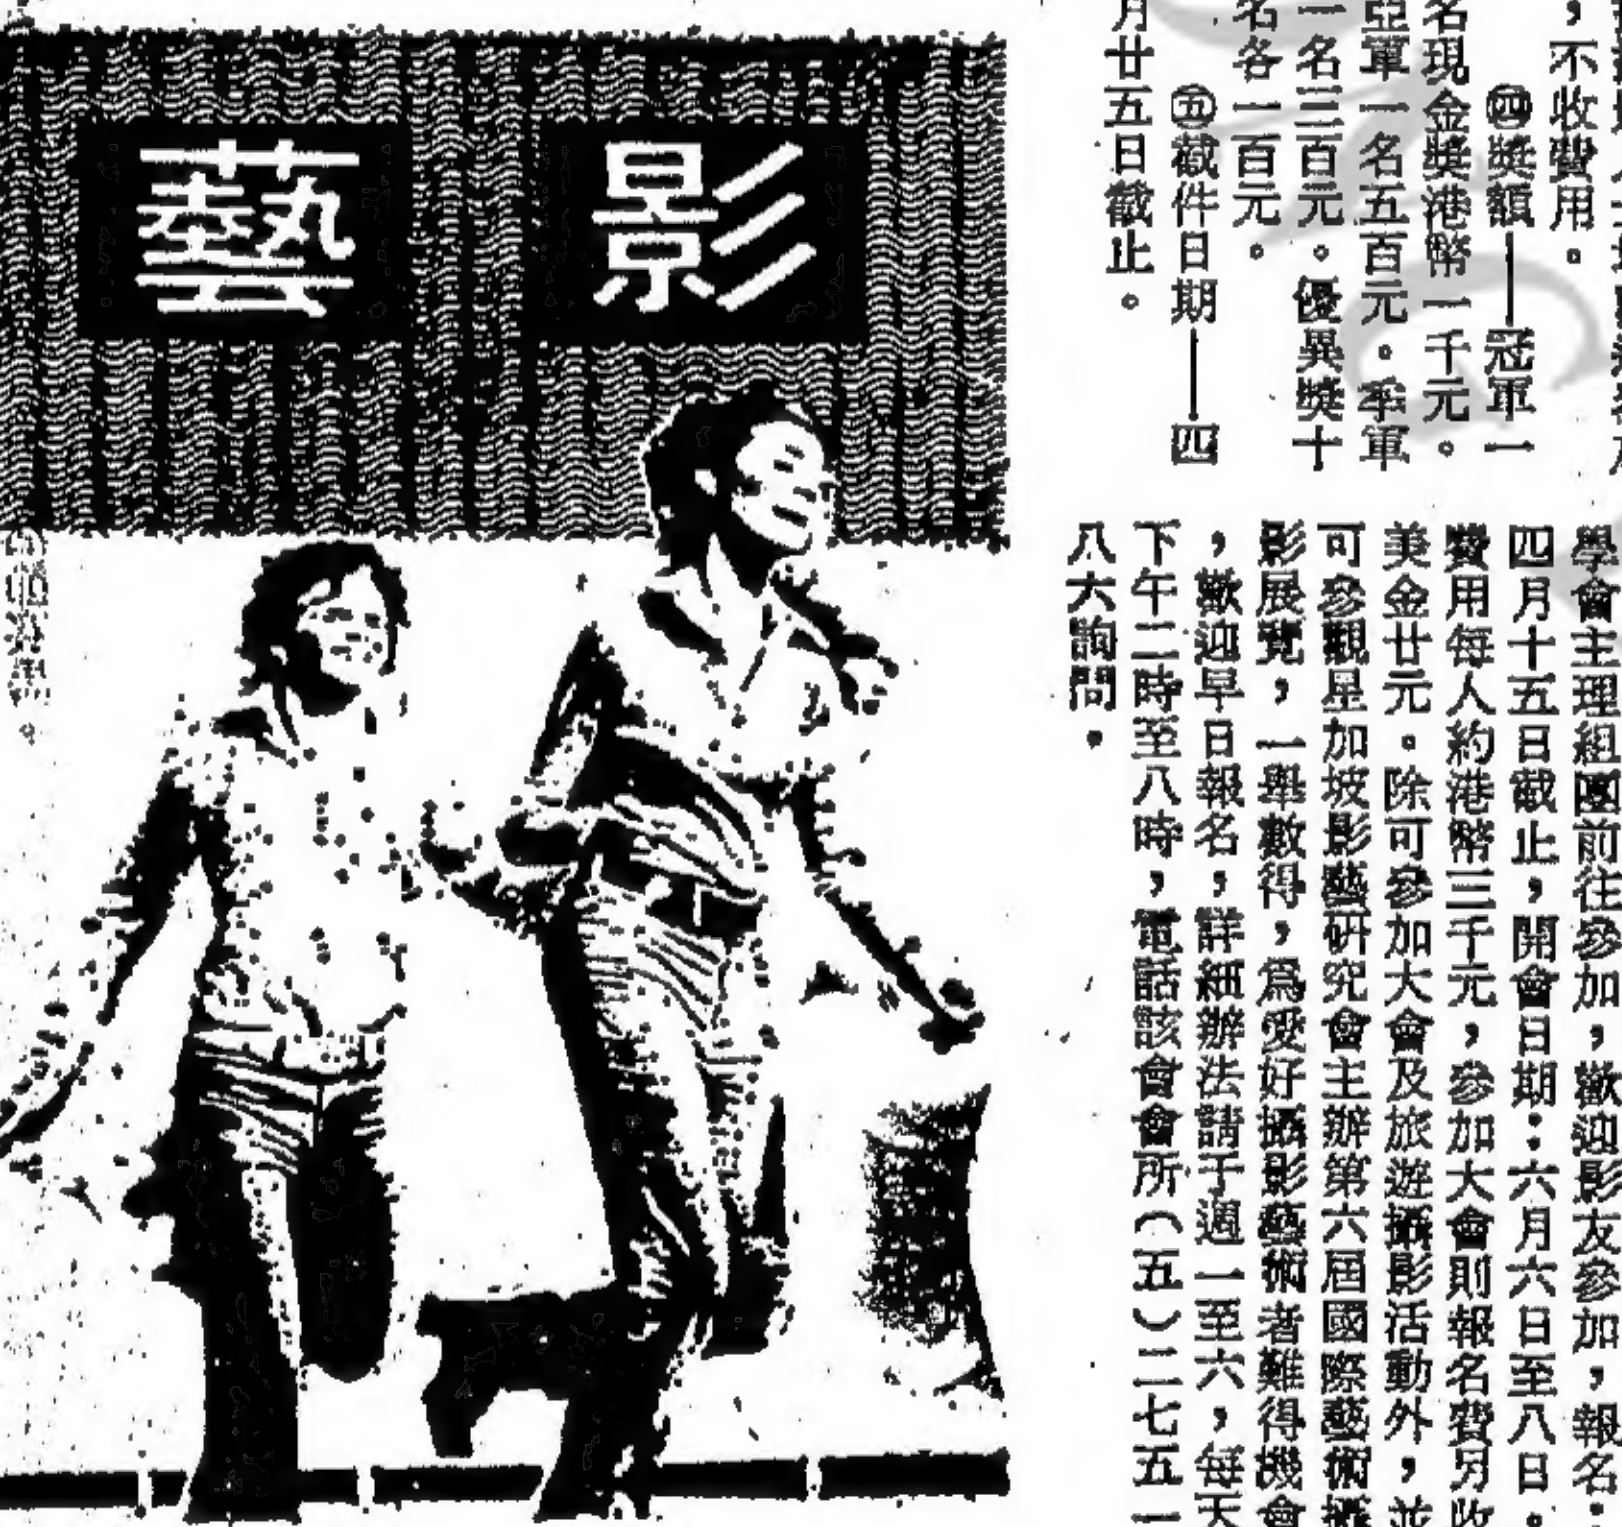 影藝
，不收費用。
㊃獎額——冠軍一
名現金獎港幣一千元。
亞軍一名五百元。季軍
一名三百元。優異獎十
名各一百元。
㊄截件日期——四
月廿五日截止。
學會主理組團前往參加，歡迎影友參加，報名：
四月十五日截止，開會日期：六月六日至八日。
費用每人約港幣三千元，參加大會則報名費另收
美金廿元。除可參加大會及旅遊攝影活動外，並
可參觀星加坡影藝研究會主辦第六屆國際藝術攝
影展覽，一舉數得，為愛好攝影藝術者難得機會
，歡迎早日報名，詳細辦法請于週一至六，每天
下午二時至八時，電話該會會所（五）二七五一
八六詢問。